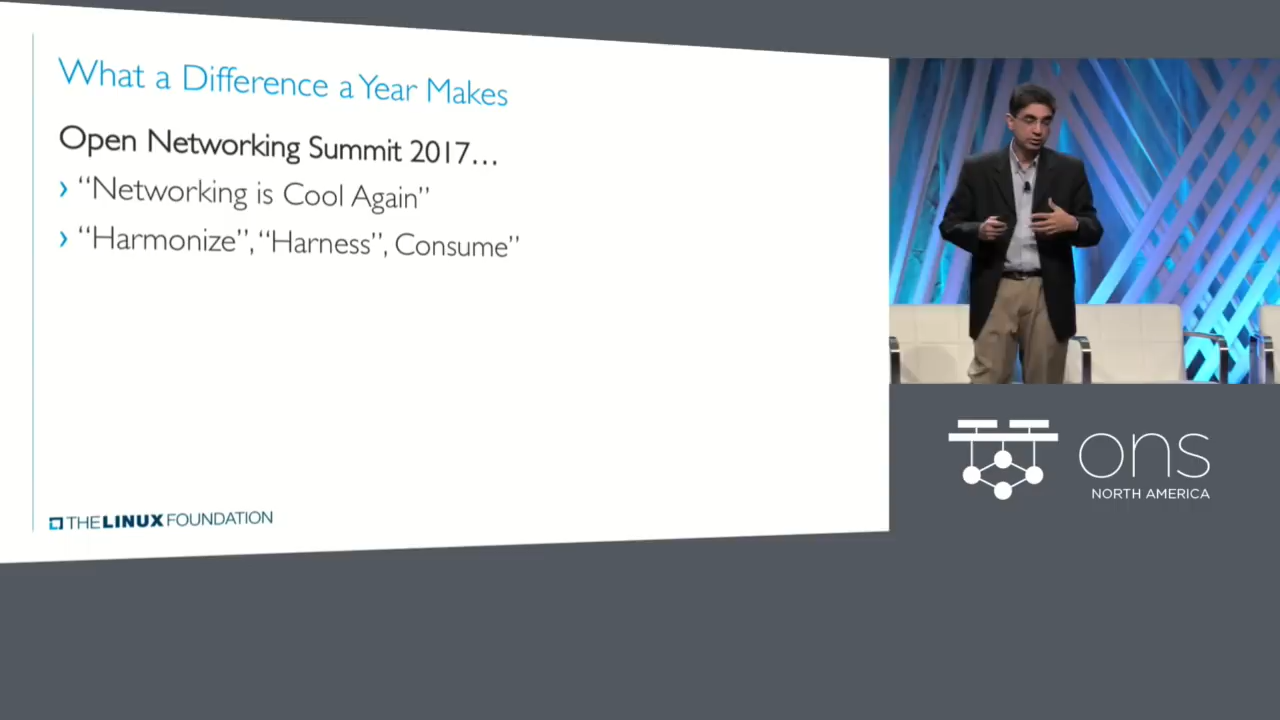 What a Difference a Year Makes
Open Networking Summit 2017...
› “Networking is Cool Again”
› “Harmonize”, “Harness”, Consume”
THE LINUX FOUNDATION
ons
NORTH AMERICA